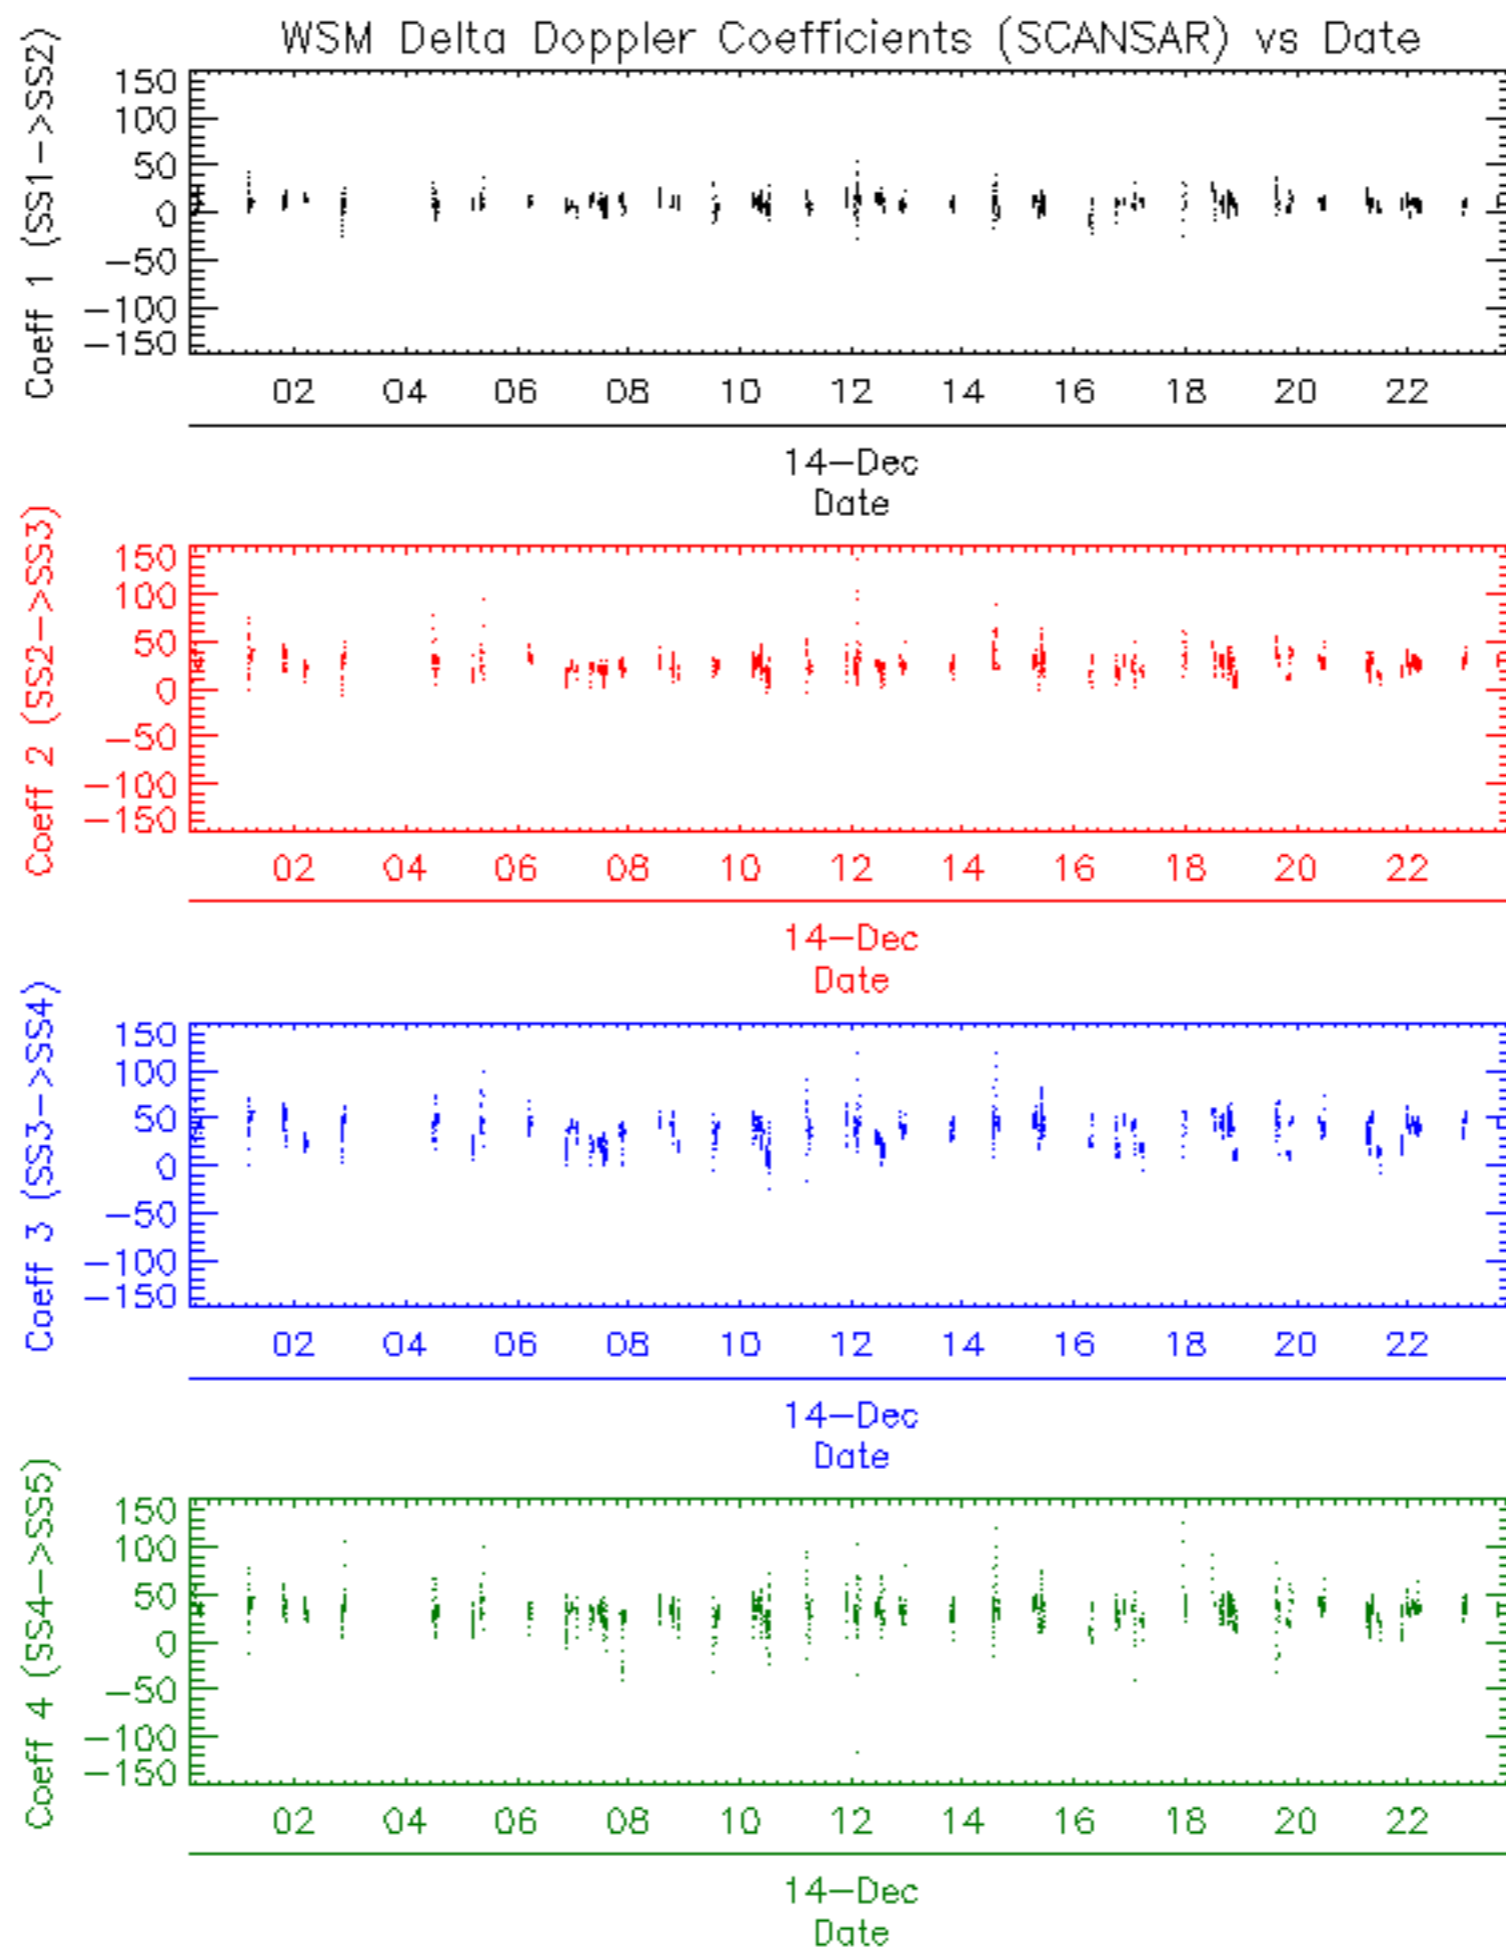 WSM Delta Doppler Coefficients (SCANSAR) vs Date
Coeff 1 (SS1->SS2)
150
100
50
0
-50
-100
-150
02 04 06 08 10 12 14 16 18 20 22
14-Dec
Date
Coeff 2 (SS2->SS3)
150
100
50
0
-50
-100
-150
02 04 06 08 10 12 14 16 18 20 22
14-Dec
Date
Coeff 3 (SS3->SS4)
150
100
50
0
-50
-100
-150
02 04 06 08 10 12 14 16 18 20 22
14-Dec
Date
Coeff 4 (SS4->SS5)
150
100
50
0
-50
-100
-150
02 04 06 08 10 12 14 16 18 20 22
14-Dec
Date